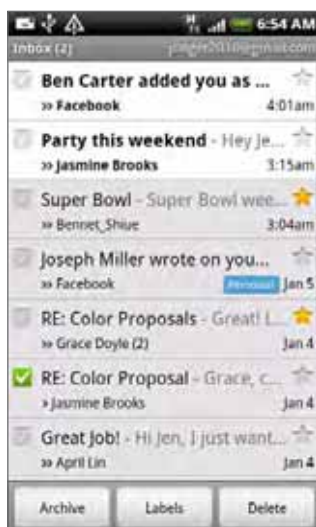 6:54 AM
Inbox (2)
Ben Carter added you as ...
» Facebook 4:01am
Party this weekend - Hey Je...
» Jasmine Brooks 3:15am
Super Bowl - Super Bowl wee...
» Bennet_Shiue 3:04am
Joseph Miller wrote on you...
» Facebook Personal Jan 5
RE: Color Proposals - Great! I...
» Grace Doyle (2) Jan 4
RE: Color Proposal - Grace, c...
› Jasmine Brooks Jan 4
Great Job! - Hi Jen, I just want...
» April Lin Jan 4
Archive Labels Delete